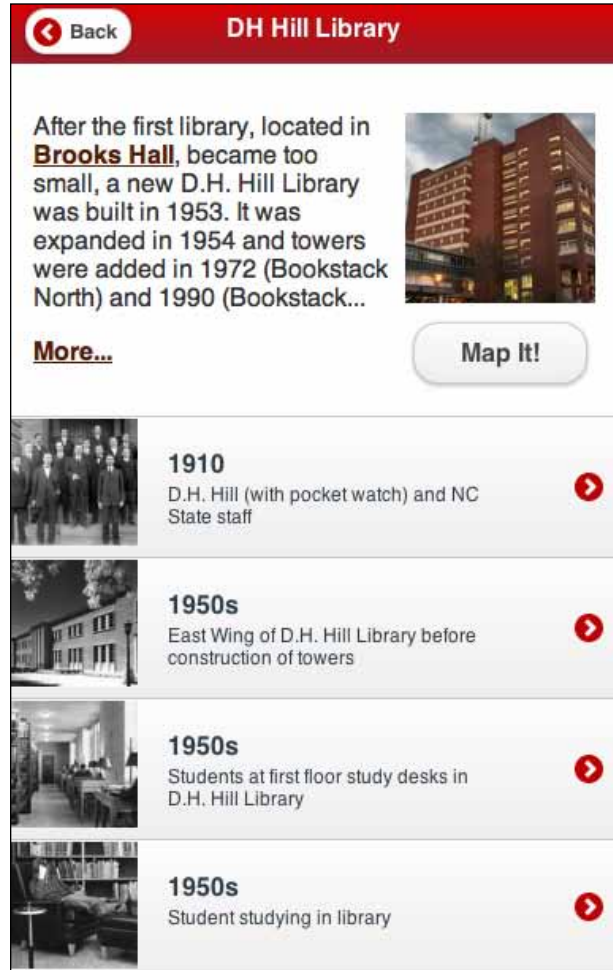 Back
DH Hill Library
After the first library, located in
Brooks Hall, became too
small, a new D.H. Hill Library
was built in 1953. It was
expanded in 1954 and towers
were added in 1972 (Bookstack
North) and 1990 (Bookstack...
More...
Map It!
1910
D.H. Hill (with pocket watch) and NC
State staff
1950s
East Wing of D.H. Hill Library before
construction of towers
1950s
Students at first floor study desks in
D.H. Hill Library
1950s
Student studying in library